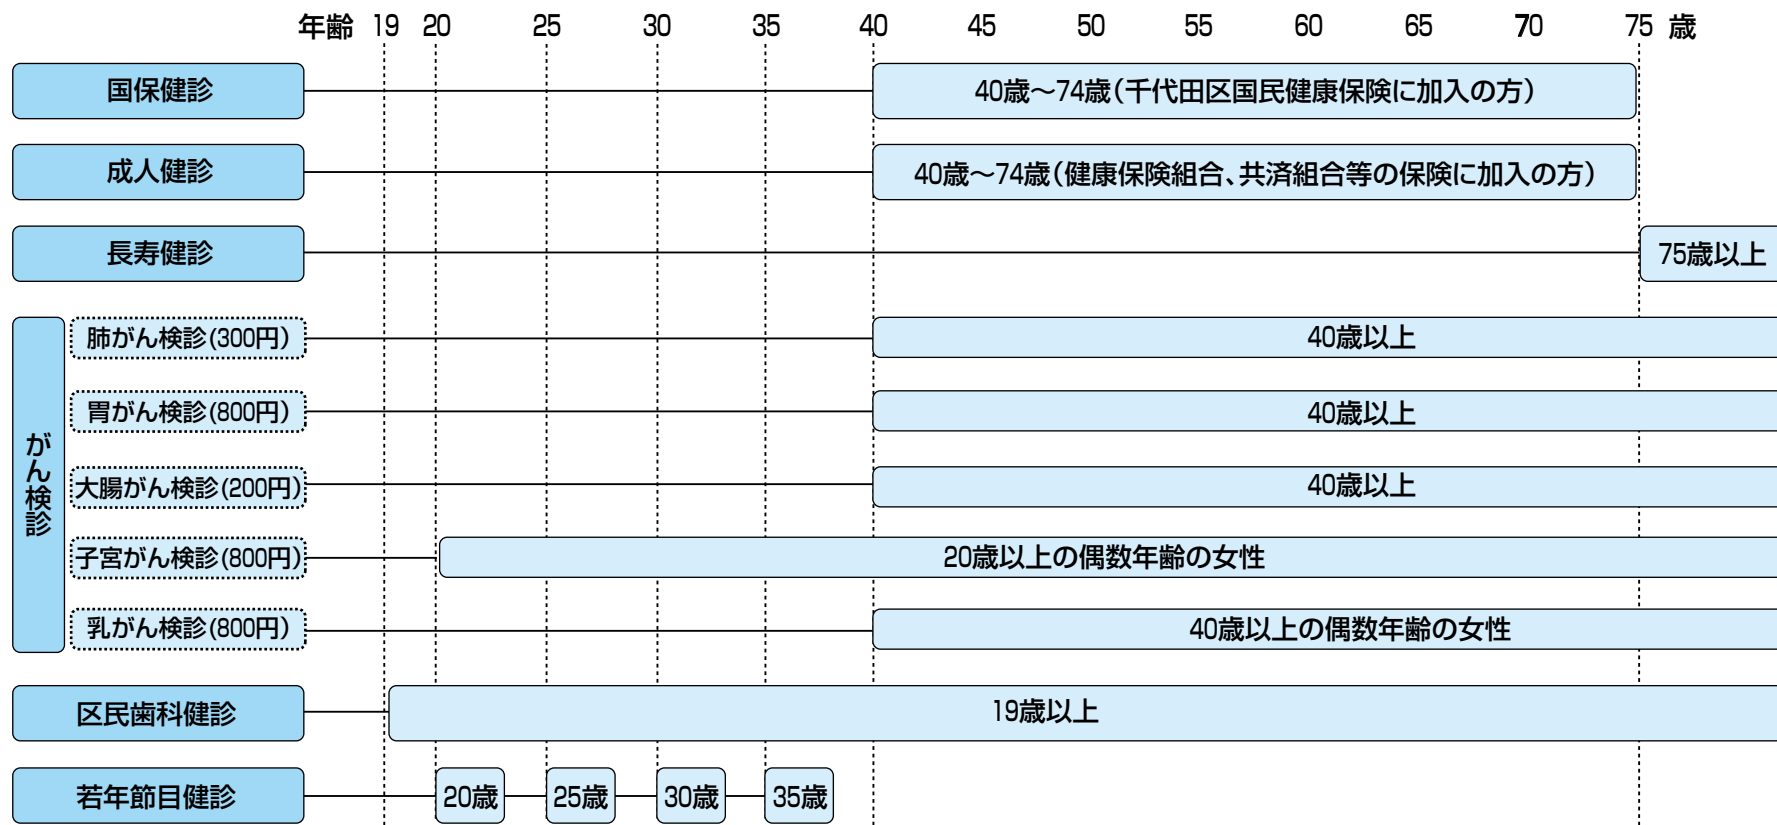 年齢 19 20 25 30 35 40 45 50 55 60 65 70 75 歳
国保健診 40歳～74歳（千代田区国民健康保険に加入の方）
成人健診 40歳～74歳（健康保険組合、共済組合等の保険に加入の方）
長寿健診 75歳以上
がん検診
肺がん検診(300円) 40歳以上
胃がん検診(800円) 40歳以上
大腸がん検診(200円) 40歳以上
子宮がん検診(800円) 20歳以上の偶数年齢の女性
乳がん検診(800円) 40歳以上の偶数年齢の女性
区民歯科健診 19歳以上
若年節目健診 20歳 25歳 30歳 35歳